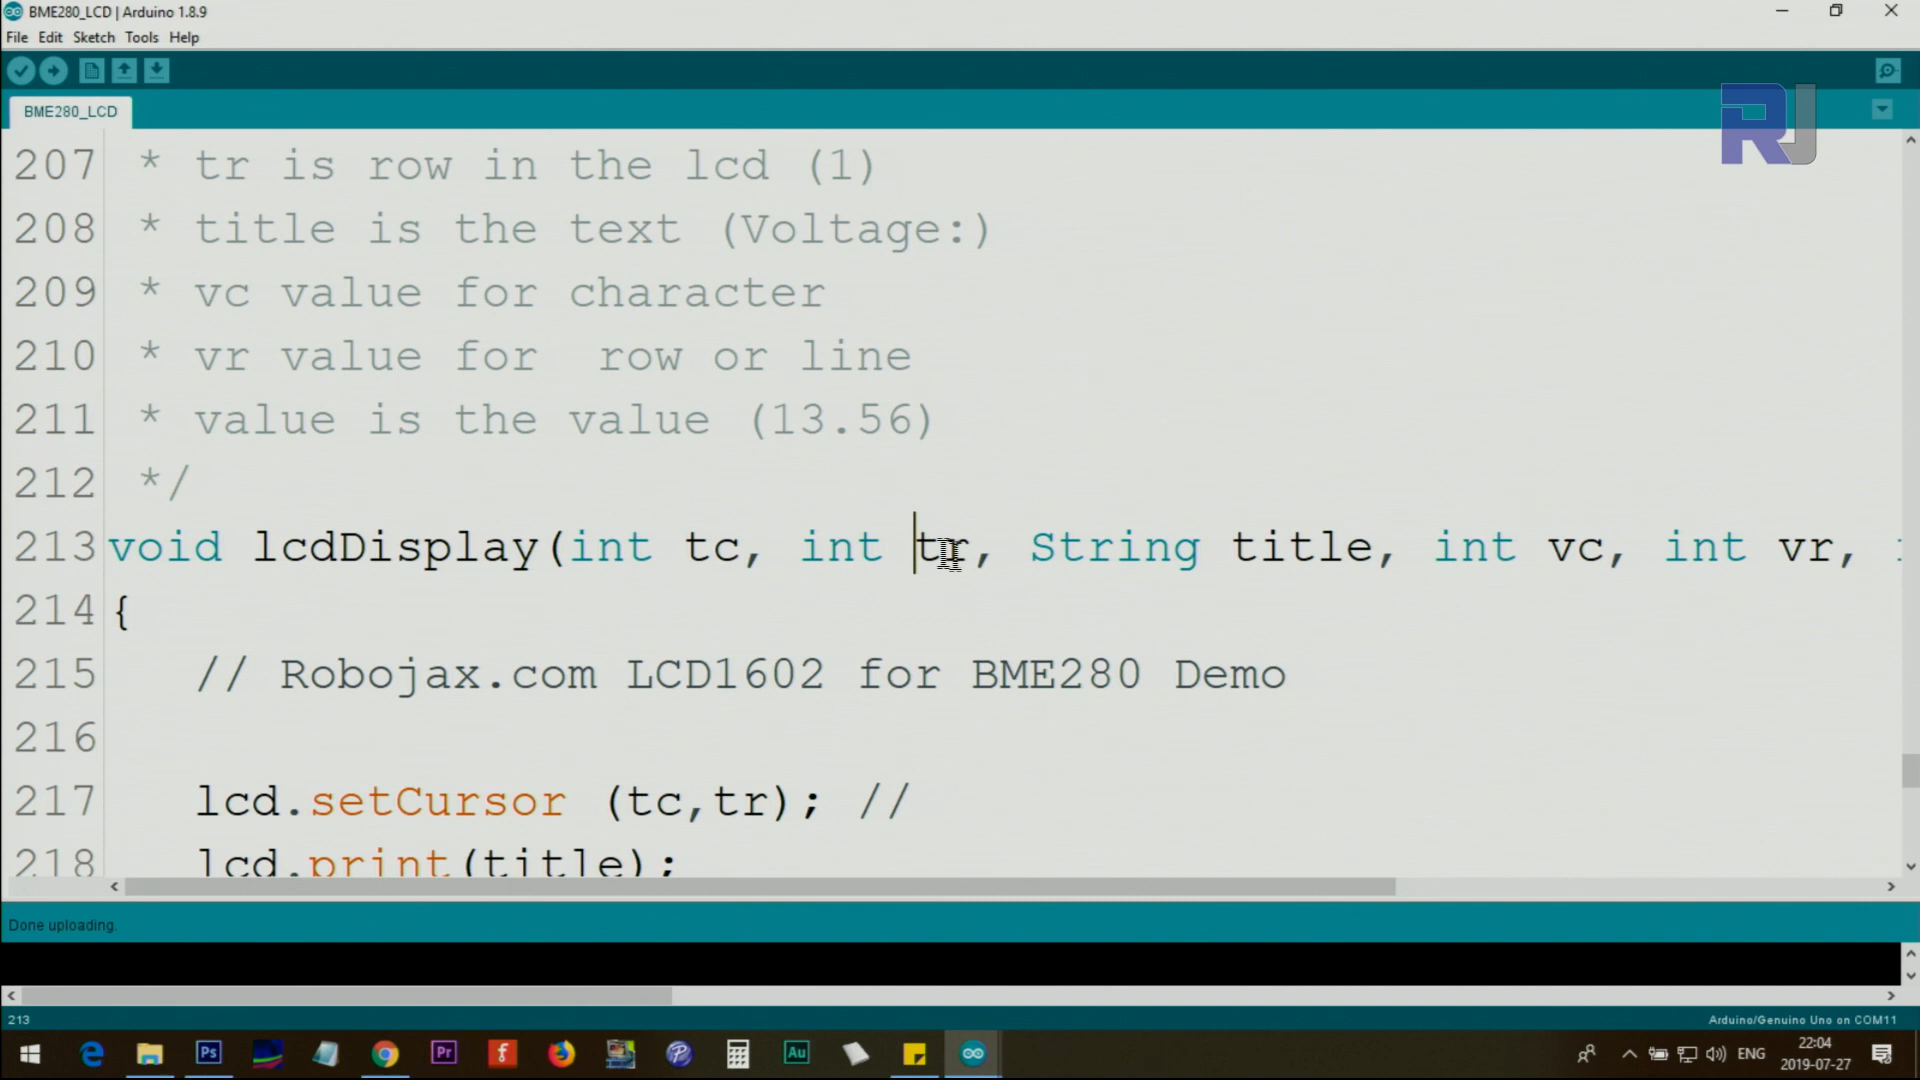 BME280_LCD | Arduino 1.8.9
File Edit Sketch Tools Help
RJ
BME280_LCD
207 * tr is row in the lcd (1)
208 * title is the text (Voltage:)
209 * vc value for character
210 * vr value for  row or line
211 * value is the value (13.56)
212 */
213 void lcdDisplay(int tc, int tr, String title, int vc, int vr,
214 {
215 // Robojax.com LCD1602 for BME280 Demo
216
217 lcd.setCursor (tc,tr); //
218 lcd.print(title);
Done uploading.
213
Arduino/Genuino Uno on COM11
Ps Pr Au
ENG
22:04
2019-07-27